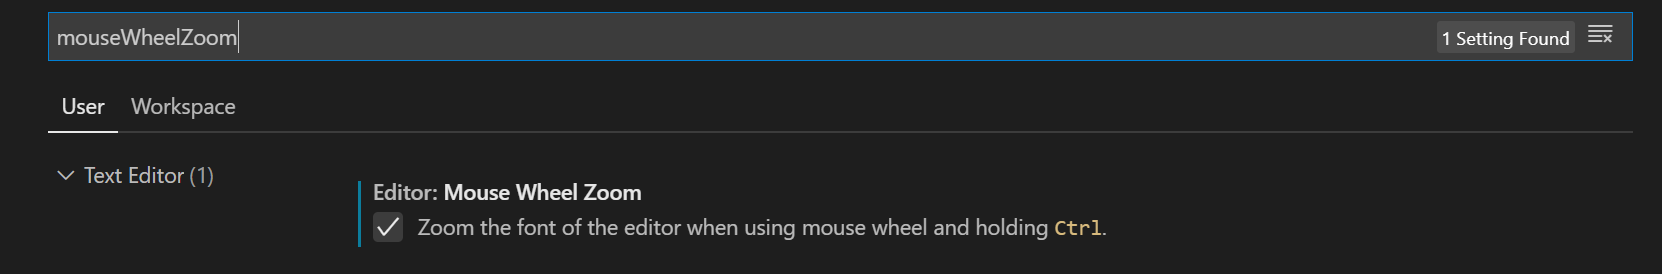 mouseWheelZoom
1 Setting Found
User
Workspace
Text Editor (1)
Editor: Mouse Wheel Zoom
Zoom the font of the editor when using mouse wheel and holding Ctrl.